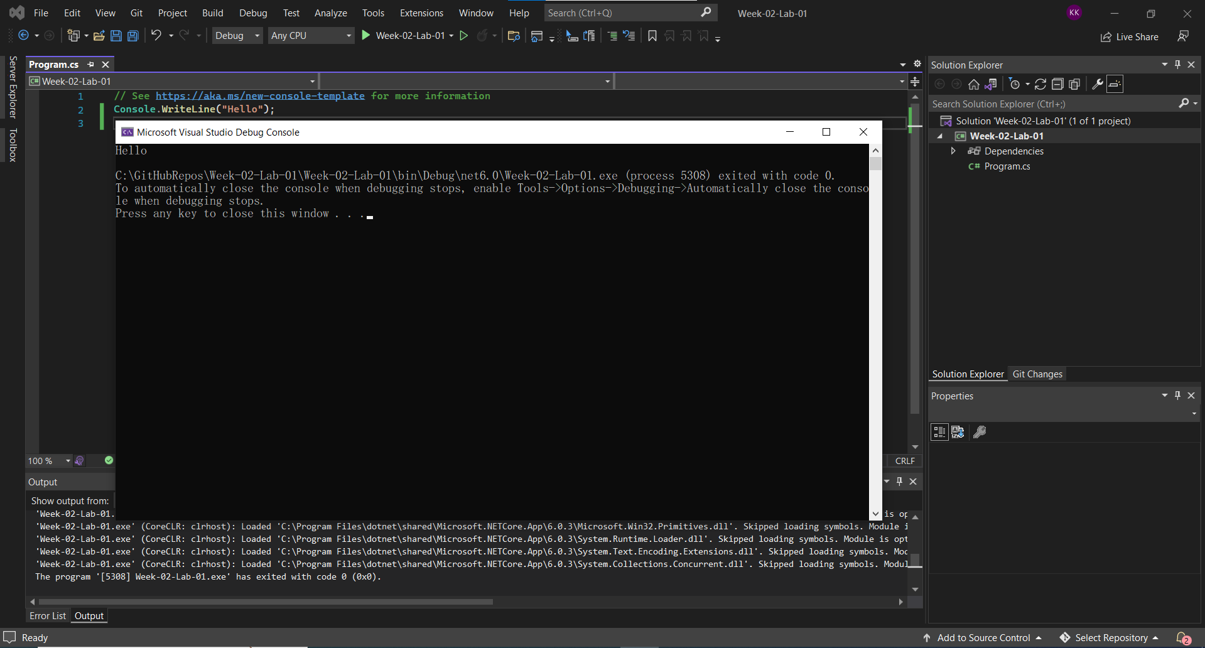 File Edit View Git Project Build Debug Test Analyze Tools Extensions Window Help Search (Ctrl+Q) Week-02-Lab-01 KK
Debug Any CPU Week-02-Lab-01 Live Share
Server Explorer
Toolbox
Program.cs
Week-02-Lab-01
1 // See https://aka.ms/new-console-template for more information
2 Console.WriteLine("Hello");
3
Microsoft Visual Studio Debug Console
Hello
C:\GitHubRepos\Week-02-Lab-01\Week-02-Lab-01\bin\Debug\net6.0\Week-02-Lab-01.exe (process 5308) exited with code 0.
To automatically close the console when debugging stops, enable Tools->Options->Debugging->Automatically close the conso
le when debugging stops.
Press any key to close this window . . .
100 %
CRLF
Output
Show output from:
'Week-02-Lab-01. is op
'Week-02-Lab-01.exe' (CoreCLR: clrhost): Loaded 'C:\Program Files\dotnet\shared\Microsoft.NETCore.App\6.0.3\Microsoft.Win32.Primitives.dll'. Skipped loading symbols. Module i
'Week-02-Lab-01.exe' (CoreCLR: clrhost): Loaded 'C:\Program Files\dotnet\shared\Microsoft.NETCore.App\6.0.3\System.Runtime.Loader.dll'. Skipped loading symbols. Module is opt
'Week-02-Lab-01.exe' (CoreCLR: clrhost): Loaded 'C:\Program Files\dotnet\shared\Microsoft.NETCore.App\6.0.3\System.Text.Encoding.Extensions.dll'. Skipped loading symbols. Moc
'Week-02-Lab-01.exe' (CoreCLR: clrhost): Loaded 'C:\Program Files\dotnet\shared\Microsoft.NETCore.App\6.0.3\System.Collections.Concurrent.dll'. Skipped loading symbols. Modul
The program '[5308] Week-02-Lab-01.exe' has exited with code 0 (0x0).
Error List Output
Solution Explorer
Search Solution Explorer (Ctrl+;)
Solution 'Week-02-Lab-01' (1 of 1 project)
Week-02-Lab-01
Dependencies
C# Program.cs
Solution Explorer Git Changes
Properties
Ready Add to Source Control Select Repository 2